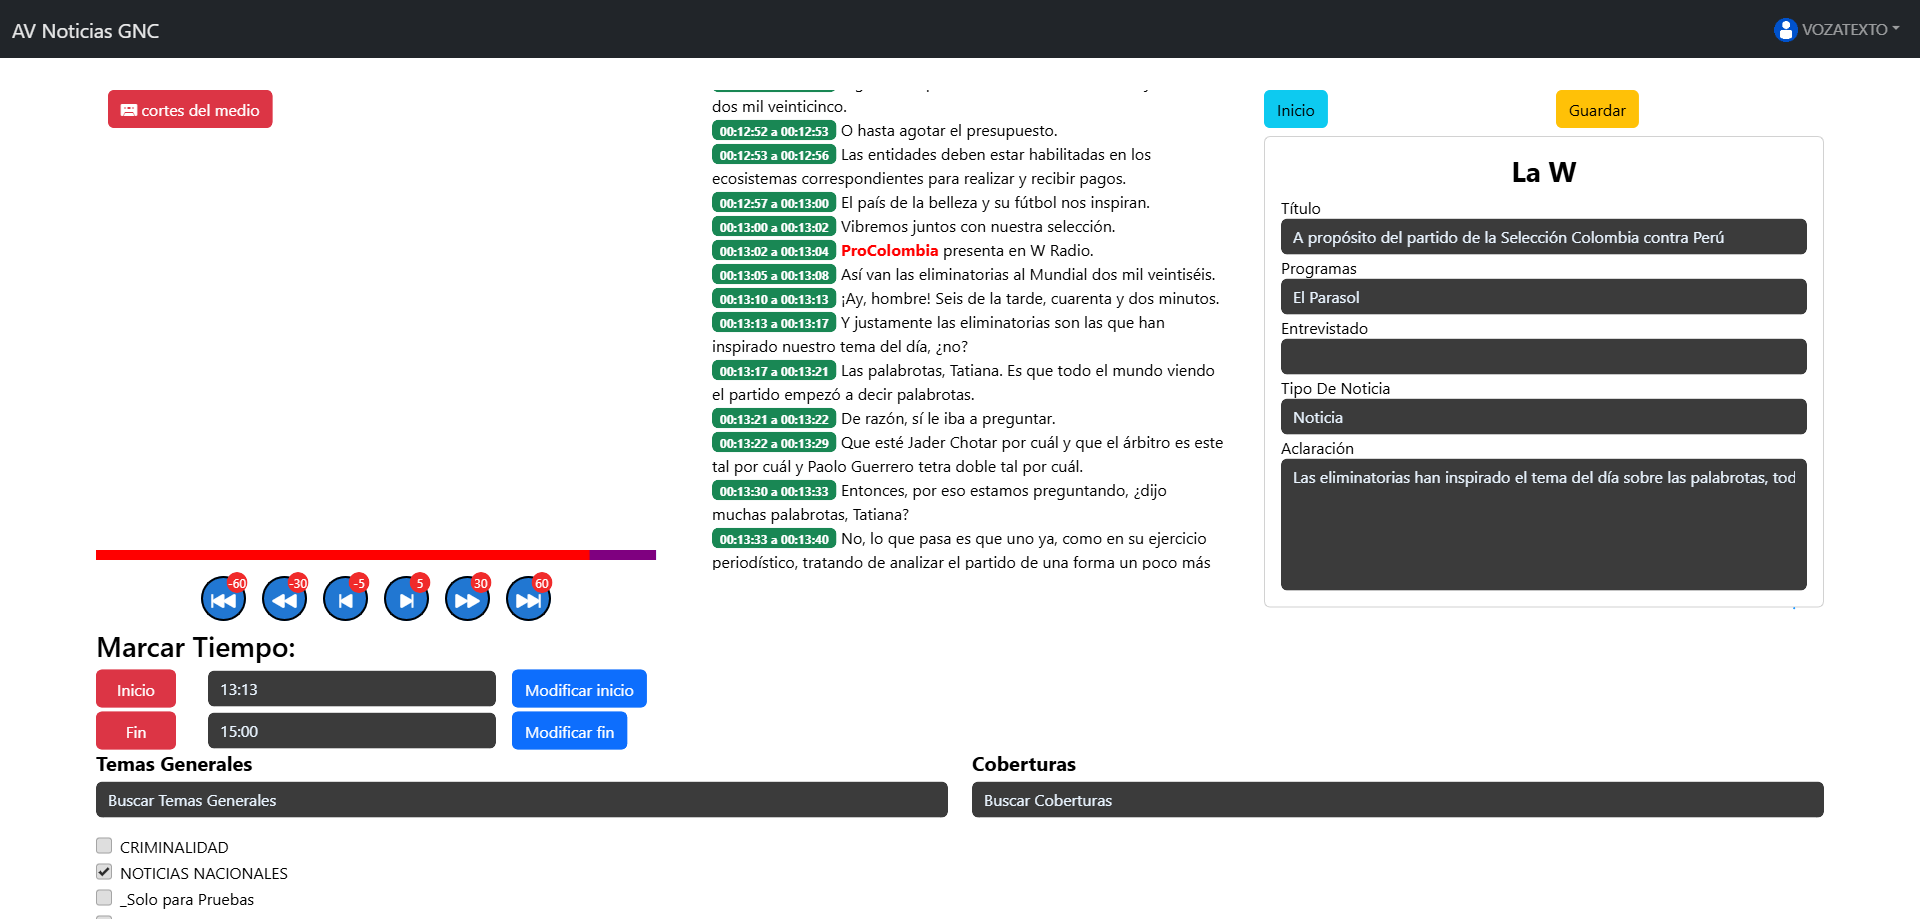 AV Noticias GNC
VOZATEXTO
cortes del medio
dos mil veinticinco.
00:12:52 a 00:12:53 O hasta agotar el presupuesto.
00:12:53 a 00:12:56 Las entidades deben estar habilitadas en los
ecosistemas correspondientes para realizar y recibir pagos.
00:12:57 a 00:13:00 El país de la belleza y su fútbol nos inspiran.
00:13:00 a 00:13:02 Vibremos juntos con nuestra selección.
00:13:02 a 00:13:04 ProColombia presenta en W Radio.
00:13:05 a 00:13:08 Así van las eliminatorias al Mundial dos mil veintiséis.
00:13:10 a 00:13:13 ¡Ay, hombre! Seis de la tarde, cuarenta y dos minutos.
00:13:13 a 00:13:17 Y justamente las eliminatorias son las que han
inspirado nuestro tema del día, ¿no?
00:13:17 a 00:13:21 Las palabrotas, Tatiana. Es que todo el mundo viendo
el partido empezó a decir palabrotas.
00:13:21 a 00:13:22 De razón, sí le iba a preguntar.
00:13:22 a 00:13:29 Que esté Jader Chotar por cuál y que el árbitro es este
tal por cuál y Paolo Guerrero tetra doble tal por cuál.
00:13:30 a 00:13:33 Entonces, por eso estamos preguntando, ¿dijo
muchas palabrotas, Tatiana?
00:13:33 a 00:13:40 No, lo que pasa es que uno ya, como en su ejercicio
periodístico, tratando de analizar el partido de una forma un poco más
Inicio
Guardar
La W
Título
A propósito del partido de la Selección Colombia contra Perú
Programas
El Parasol
Entrevistado
Tipo De Noticia
Noticia
Aclaración
Las eliminatorias han inspirado el tema del día sobre las palabrotas, tod
-60
-30
-5
5
30
60
Marcar Tiempo:
Inicio
13:13
Modificar inicio
Fin
15:00
Modificar fin
Temas Generales
Buscar Temas Generales
CRIMINALIDAD
NOTICIAS NACIONALES
_Solo para Pruebas
Coberturas
Buscar Coberturas